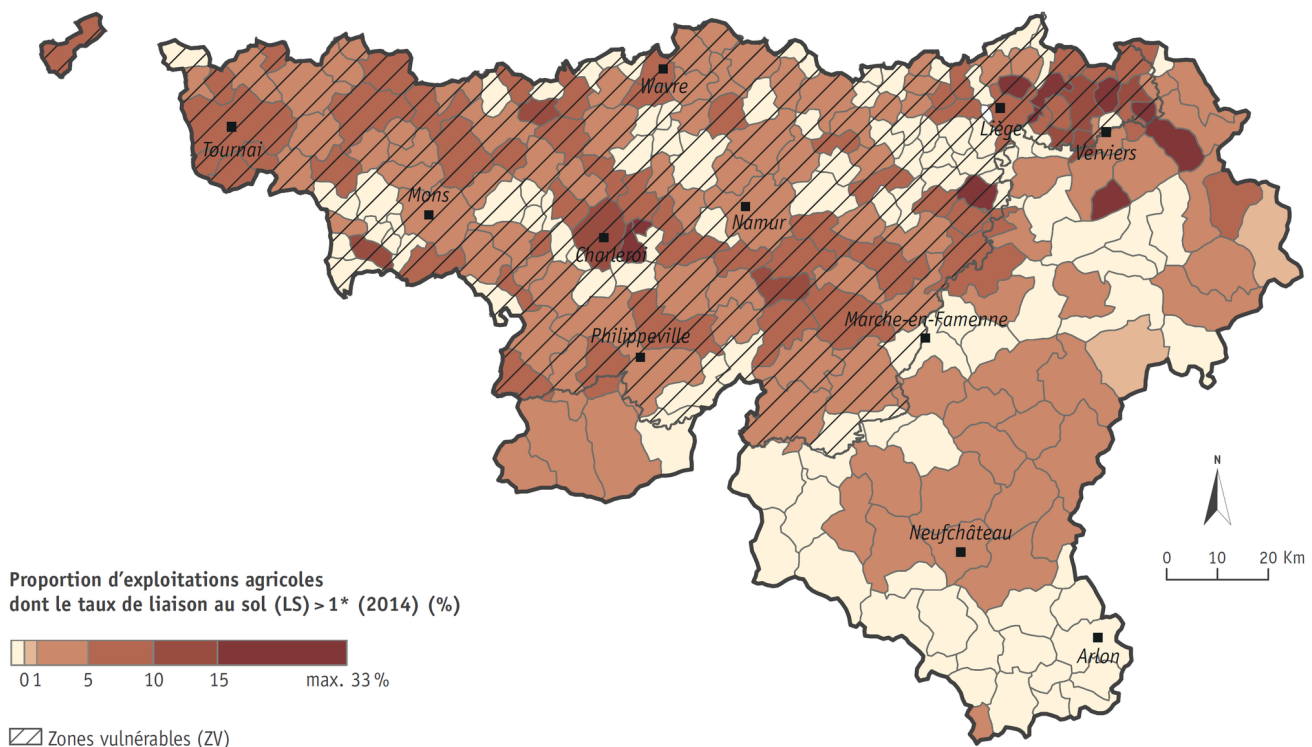 Wavre
Tournai
Liège
Verviers
Mons
Namur
Charleroi
Marche-en-Famenne
Philippeville
N
Neufchâteau
0 10 20 Km
Proportion d’exploitations agricoles
dont le taux de liaison au sol (LS) > 1* (2014) (%)
Arlon
0 1 5 10 15 max. 33 %
Zones vulnérables (ZV)